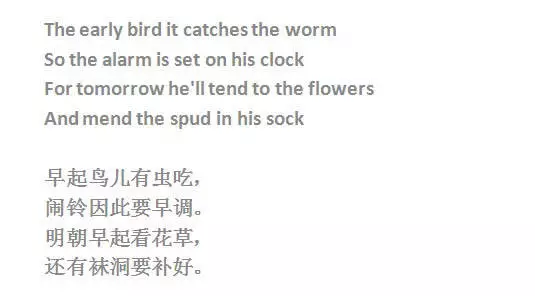 The early bird it catches the worm
So the alarm is set on his clock
For tomorrow he'll tend to the flowers
And mend the spud in his sock
早起鸟儿有虫吃，
闹铃因此要早调。
明朝早起看花草，
还有袜洞要补好。